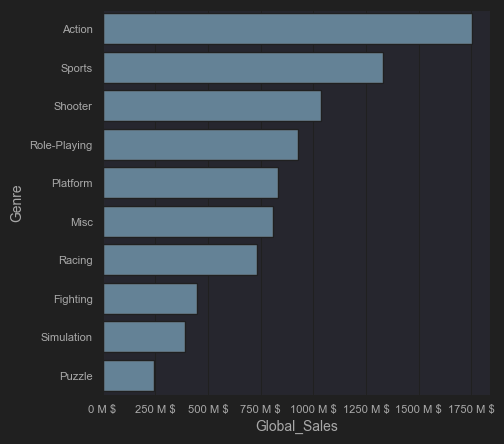 Action
Sports
Shooter
Role-Playing
Platform
Misc
Racing
Fighting
Simulation
Puzzle
Genre
0 M $ 250 M $ 500 M $ 750 M $ 1000 M $ 1250 M $ 1500 M $ 1750 M $
Global_Sales